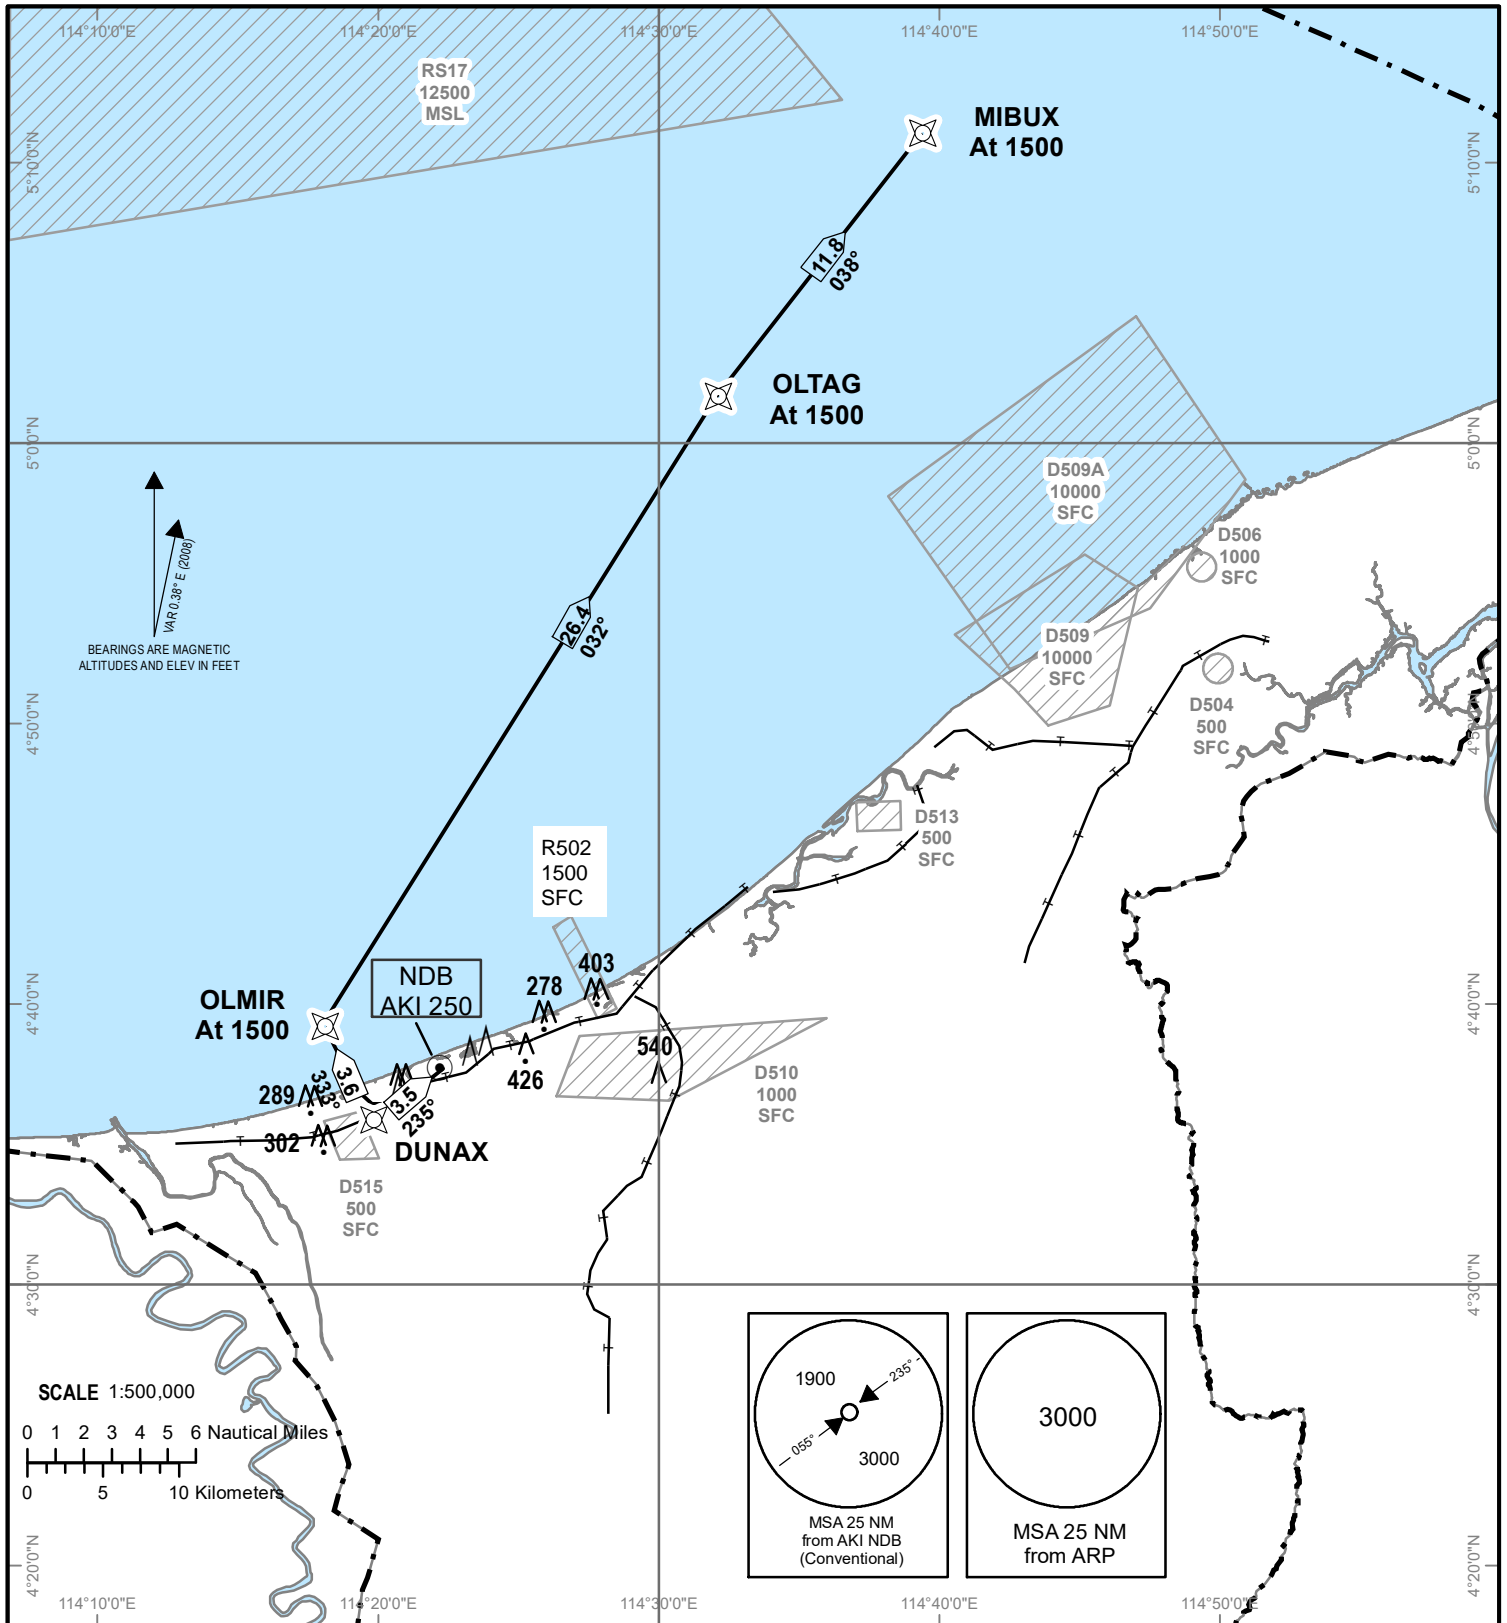 114°10'0"E
114°20'0"E
114°30'0"E
114°40'0"E
114°50'0"E
RS17
12500
MSL
MIBUX
At 1500
5°10'0"N
5°10'0"N
11.8
038°
OLTAG
At 1500
5°0'0"N
5°0'0"N
D509A
10000
SFC
D506
1000
SFC
VAR 0.38° E (2008)
BEARINGS ARE MAGNETIC
ALTITUDES AND ELEV IN FEET
26.4
032°
D509
10000
SFC
D504
500
SFC
4°50'0"N
4°50'0"N
D513
500
SFC
R502
1500
SFC
403
278
NDB
AKI 250
OLMIR
At 1500
4°40'0"N
4°40'0"N
540
426
D510
1000
SFC
3.6
333°
289
3.5
235°
302
DUNAX
D515
500
SFC
4°30'0"N
4°30'0"N
SCALE 1:500,000
0 1 2 3 4 5 6 Nautical Miles
0 5 10 Kilometers
1900
235°
055°
3000
MSA 25 NM
from AKI NDB
(Conventional)
3000
MSA 25 NM
from ARP
4°20'0"N
4°20'0"N
114°10'0"E
114°20'0"E
114°30'0"E
114°40'0"E
114°50'0"E